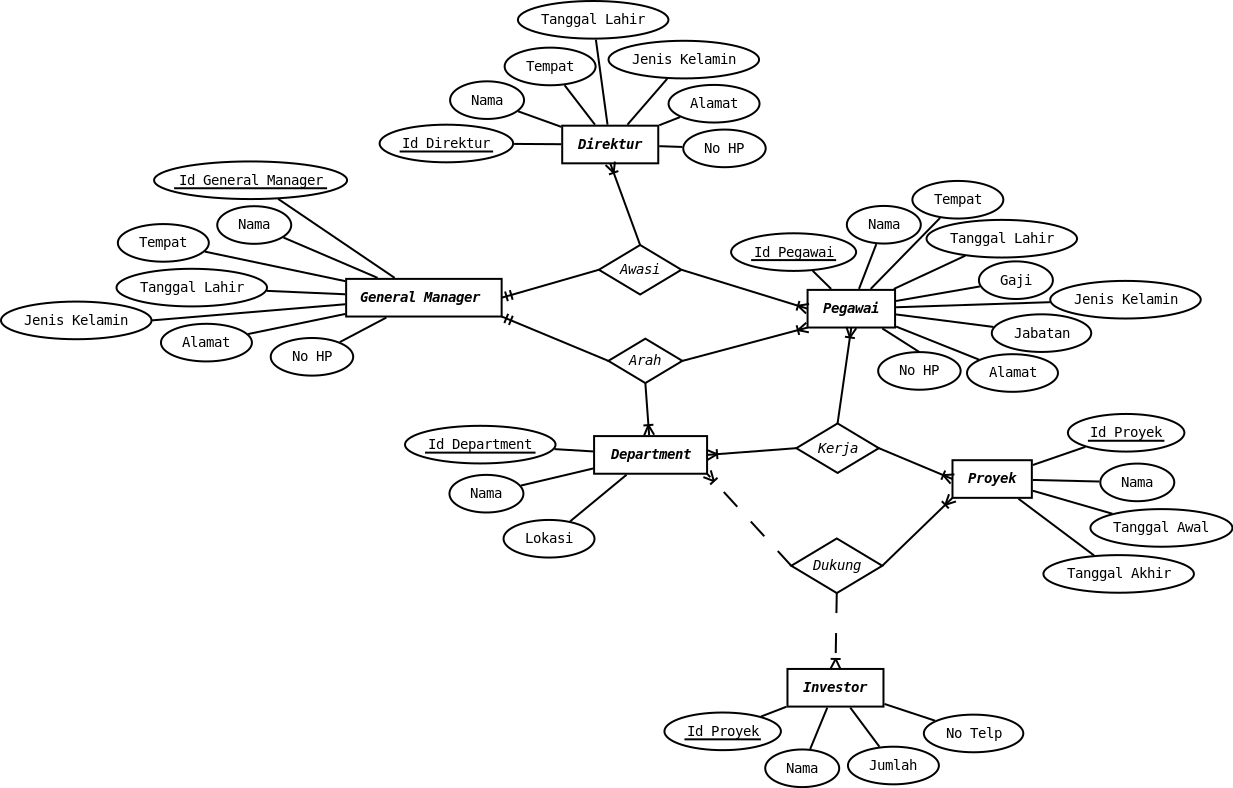 Tanggal Lahir
Tempat
Jenis Kelamin
Nama
Alamat
Id Direktur
Direktur
No HP
Id General Manager
Nama
Tempat
Tanggal Lahir
General Manager
Jenis Kelamin
Alamat
No HP
Awasi
Arah
Tempat
Nama
Id Pegawai
Tanggal Lahir
Gaji
Jenis Kelamin
Pegawai
Jabatan
No HP
Alamat
Id Department
Department
Nama
Lokasi
Kerja
Id Proyek
Proyek
Nama
Tanggal Awal
Tanggal Akhir
Dukung
Investor
Id Proyek
No Telp
Nama
Jumlah